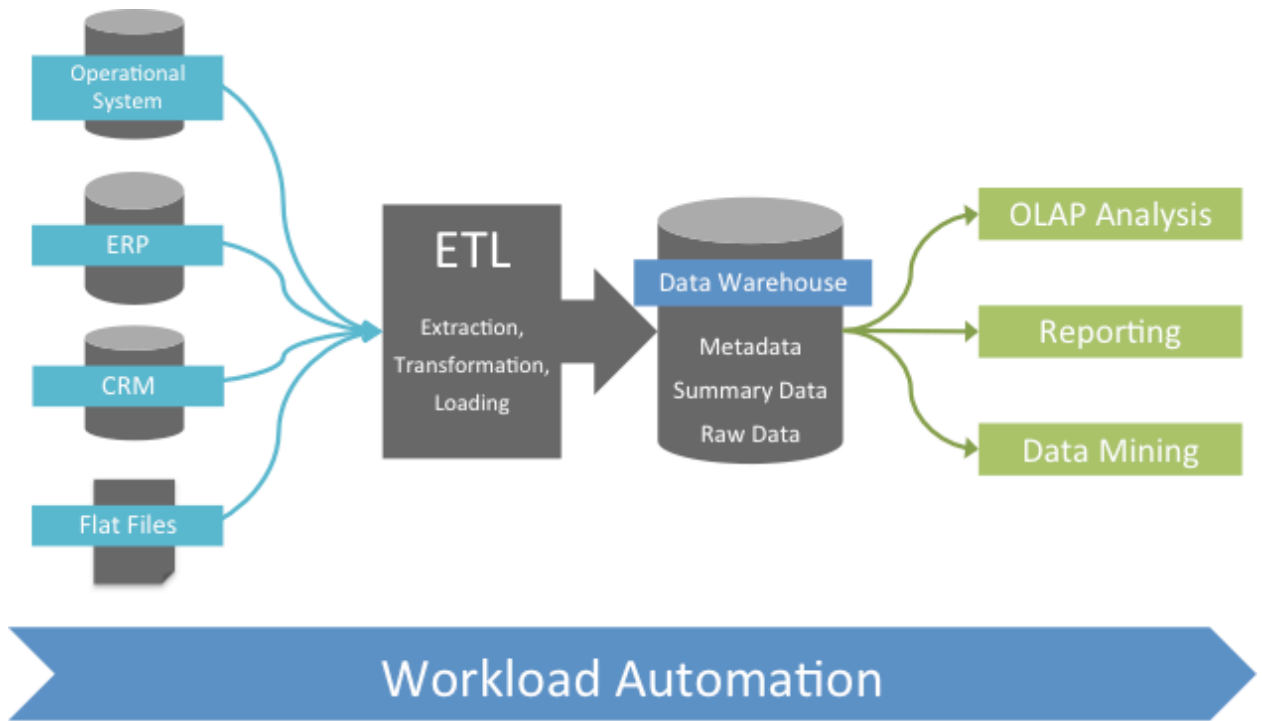 Operational
System
ERP
CRM
Flat Files
ETL
Extraction,
Transformation,
Loading
Data Warehouse
Metadata
Summary Data
Raw Data
OLAP Analysis
Reporting
Data Mining
Workload Automation